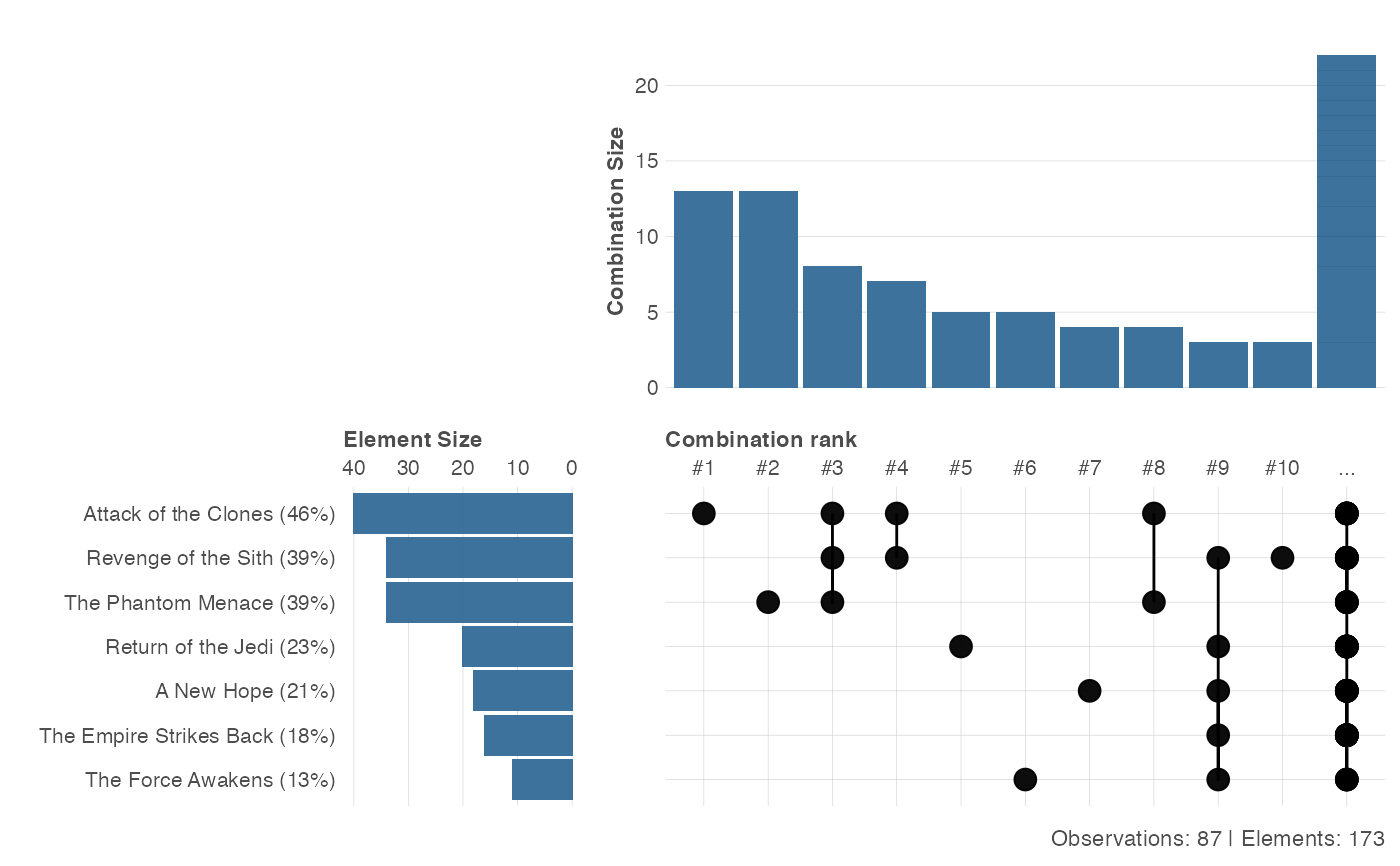 20
15
10
5
0
Combination Size
Element Size
40 30 20 10 0
Combination rank
#1 #2 #3 #4 #5 #6 #7 #8 #9 #10 ...
Attack of the Clones (46%)
Revenge of the Sith (39%)
The Phantom Menace (39%)
Return of the Jedi (23%)
A New Hope (21%)
The Empire Strikes Back (18%)
The Force Awakens (13%)
Observations: 87 | Elements: 173